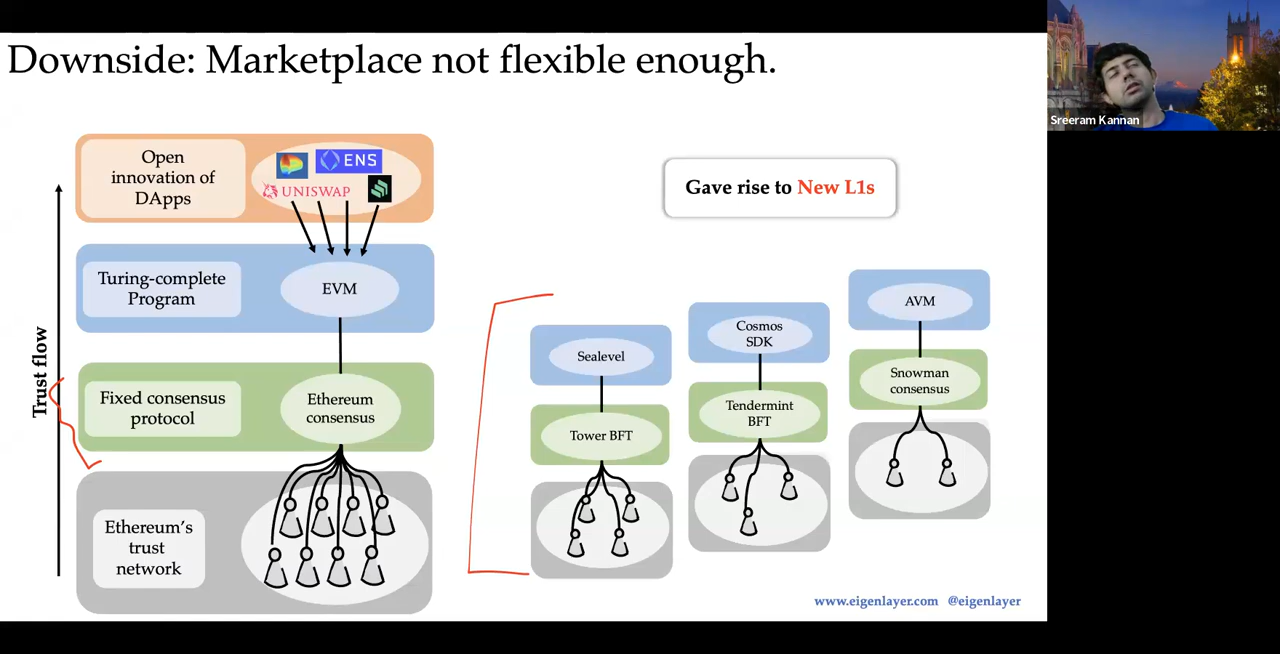 Downside: Marketplace not flexible enough.
Sreeram Kannan
Open
innovation of
DApps
ENS
UNISWAP
Gave rise to New L1s
Turing-complete
Program
EVM
Trust flow
Fixed consensus
protocol
Ethereum
consensus
Ethereum's
trust
network
Sealevel
Tower BFT
Cosmos
SDK
Tendermint
BFT
AVM
Snowman
consensus
www.eigenlayer.com @eigenlayer